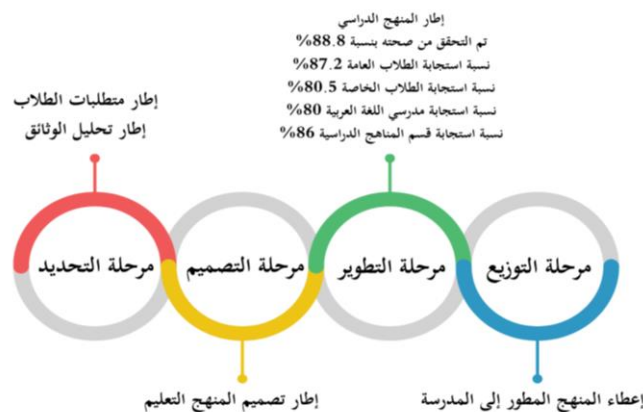 إطار المنهج الدراسي
تم التحقق من صحته بنسبة 88.8%
نسبة استجابة الطلاب العامة 87.2%
نسبة استجابة الطلاب الخاصة 80.5%
نسبة استجابة مدرسي اللغة العربية 80%
نسبة استجابة قسم المناهج الدراسية 86%
إطار متطلبات الطلاب
إطار تحليل الوثائق
مرحلة التحديد
مرحلة التصميم
مرحلة التطوير
مرحلة التوزيع
إطار تصميم المنهج التعليم
إعطاء المنهج المطور إلى المدرسة